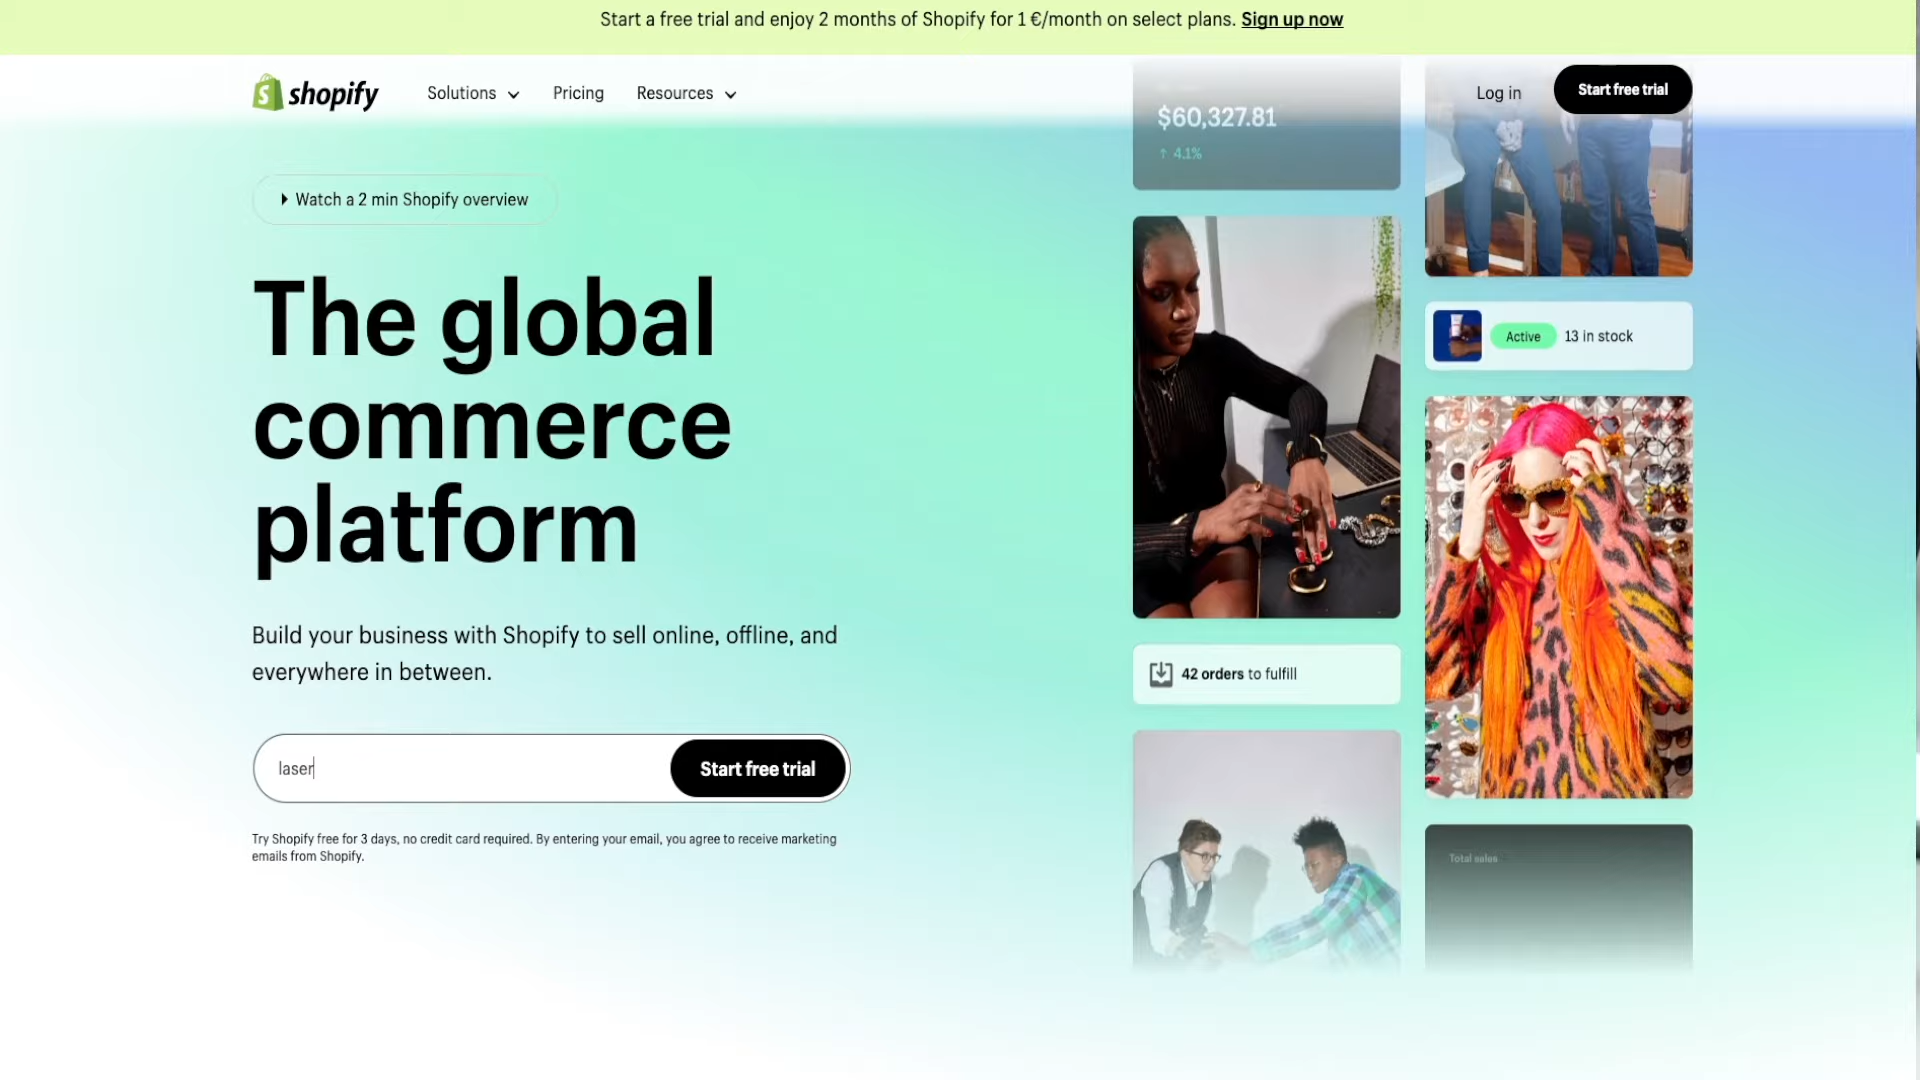 Start a free trial and enjoy 2 months of Shopify for 1 €/month on select plans. Sign up now
shopify
Solutions
Pricing
Resources
Log in
Start free trial
Watch a 2 min Shopify overview
The global
commerce
platform
Build your business with Shopify to sell online, offline, and
everywhere in between.
laser
Start free trial
Try Shopify free for 3 days, no credit card required. By entering your email, you agree to receive marketing
emails from Shopify.
$60,327.81
↑ 4.1%
42 orders to fulfill
Active
13 in stock
Total sales